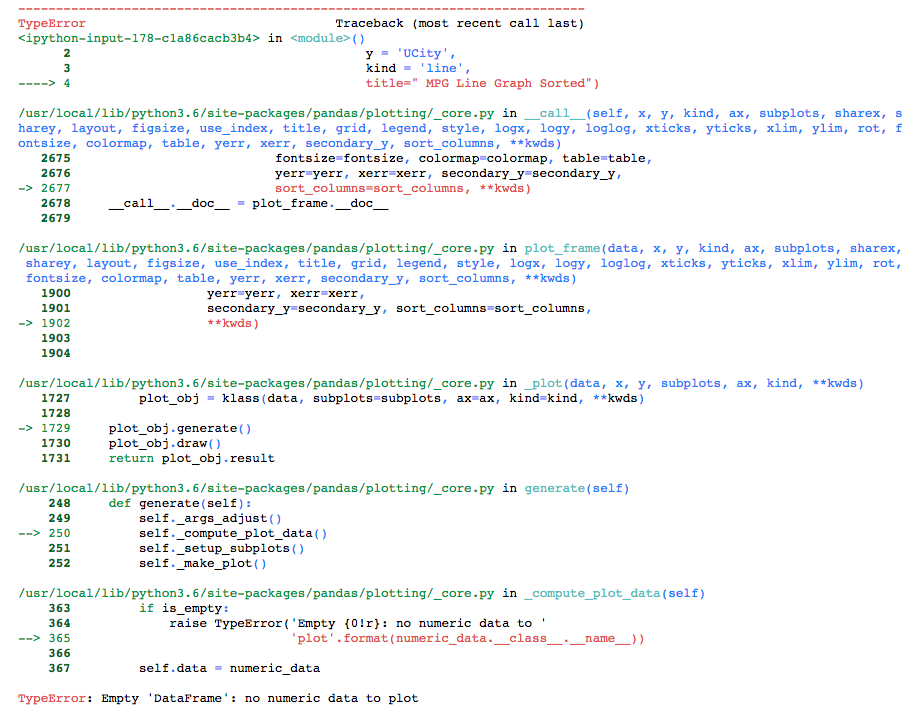 ---------------------------------------------------------------------------
TypeError                                 Traceback (most recent call last)
<ipython-input-178-c1a86cacb3b4> in <module>()
      2                                       y = 'UCity',
      3                                       kind = 'line',
----> 4                                       title=" MPG Line Graph Sorted")
/usr/local/lib/python3.6/site-packages/pandas/plotting/_core.py in __call__(self, x, y, kind, ax, subplots, sharex, s
harey, layout, figsize, use_index, title, grid, legend, style, logx, logy, loglog, xticks, yticks, xlim, ylim, rot, f
ontsize, colormap, table, yerr, xerr, secondary_y, sort_columns, **kwds)
   2675                           fontsize=fontsize, colormap=colormap, table=table,
   2676                           yerr=yerr, xerr=xerr, secondary_y=secondary_y,
-> 2677                           sort_columns=sort_columns, **kwds)
   2678     __call__.__doc__ = plot_frame.__doc__
   2679
/usr/local/lib/python3.6/site-packages/pandas/plotting/_core.py in plot_frame(data, x, y, kind, ax, subplots, sharex,
 sharey, layout, figsize, use_index, title, grid, legend, style, logx, logy, loglog, xticks, yticks, xlim, ylim, rot,
 fontsize, colormap, table, yerr, xerr, secondary_y, sort_columns, **kwds)
   1900                  yerr=yerr, xerr=xerr,
   1901                  secondary_y=secondary_y, sort_columns=sort_columns,
-> 1902                  **kwds)
   1903
   1904
/usr/local/lib/python3.6/site-packages/pandas/plotting/_core.py in _plot(data, x, y, subplots, ax, kind, **kwds)
   1727         plot_obj = klass(data, subplots=subplots, ax=ax, kind=kind, **kwds)
   1728
-> 1729     plot_obj.generate()
   1730     plot_obj.draw()
   1731     return plot_obj.result
/usr/local/lib/python3.6/site-packages/pandas/plotting/_core.py in generate(self)
    248     def generate(self):
    249         self._args_adjust()
--> 250         self._compute_plot_data()
    251         self._setup_subplots()
    252         self._make_plot()
/usr/local/lib/python3.6/site-packages/pandas/plotting/_core.py in _compute_plot_data(self)
    363         if is_empty:
    364             raise TypeError('Empty {0!r}: no numeric data to '
--> 365                             'plot'.format(numeric_data.__class__.__name__))
    366
    367         self.data = numeric_data
TypeError: Empty 'DataFrame': no numeric data to plot